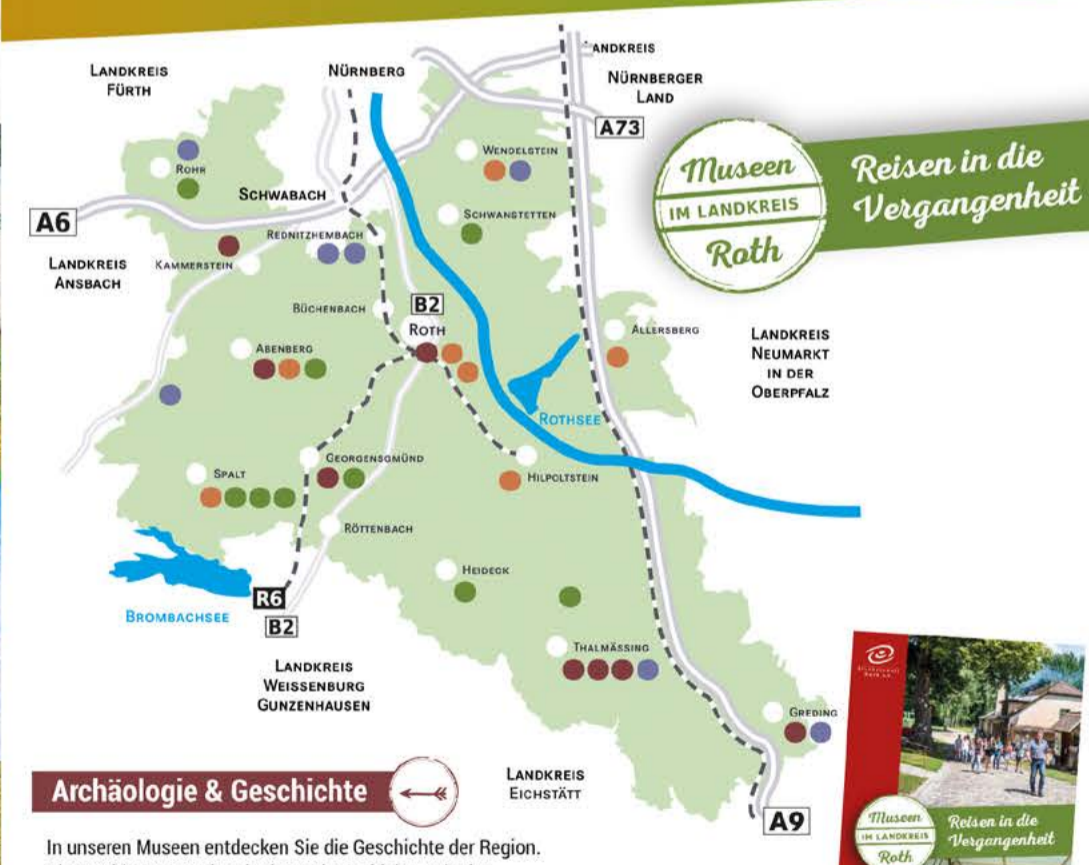 LANDKREIS
FÜRTH
NÜRNBERG
LANDKREIS
NÜRNBERGER
LAND
A73
Museen
IM LANDKREIS
Roth
Reisen in die
Vergangenheit
ROHR
WENDELSTEIN
SCHWABACH
SCHWANSTETTEN
A6
REDNITZHEMBACH
LANDKREIS
ANSBACH
KAMMERSTEIN
BÜCHENBACH
B2
ROTH
ALLERSBERG
LANDKREIS
NEUMARKT
IN DER
OBERPFALZ
ABENBERG
ROTHSEE
GEORGENSGMÜND
SPALT
HILPOLTSTEIN
RÖTTENBACH
HEIDECK
R6
BROMBACHSEE
B2
THALMÄSSING
LANDKREIS
WEISSENBURG
GUNZENHAUSEN
GREDING
LANDKREIS
EICHSTÄTT
A9
Archäologie & Geschichte
In unseren Museen entdecken Sie die Geschichte der Region.
Museen
IM LANDKREIS
Roth
Reisen in die
Vergangenheit